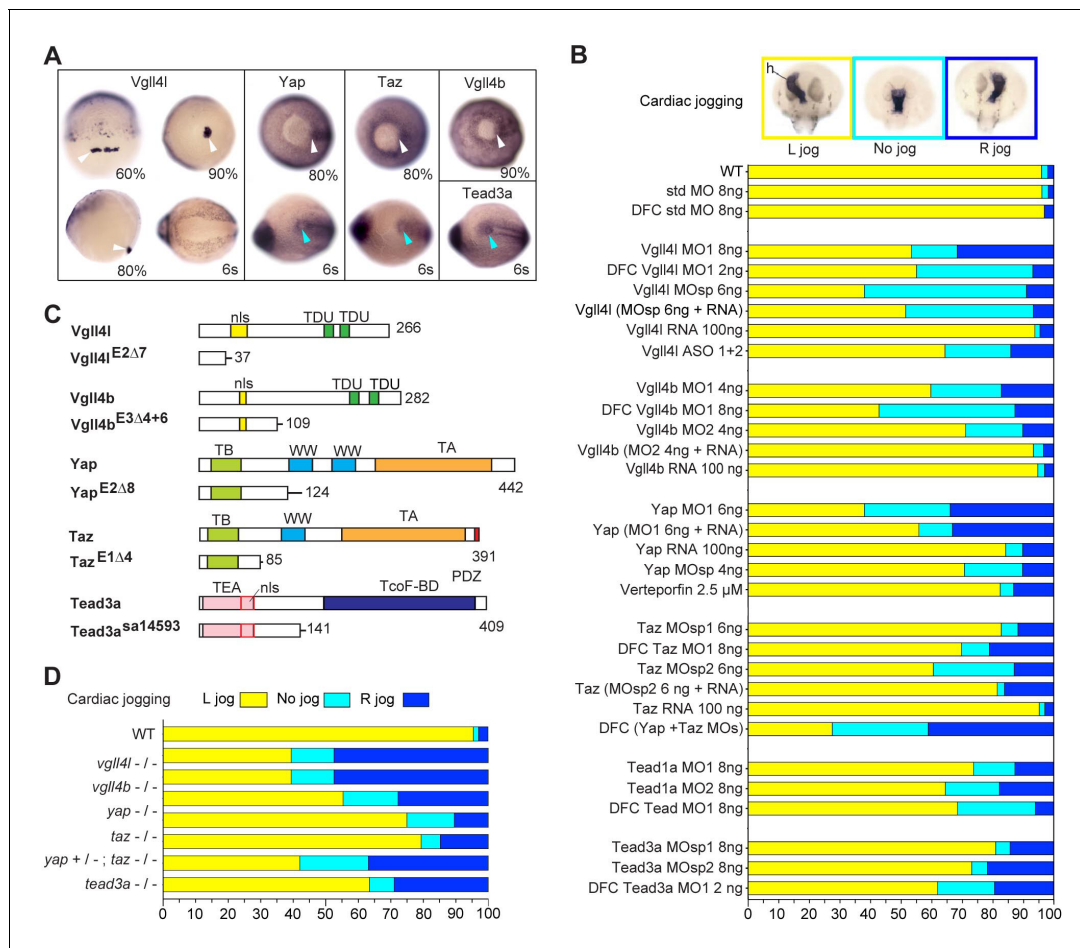 A
Vgll4l Yap Taz Vgll4b
60% 90% 80% 80% 90%
Tead3a
80% 6s 6s 6s 6s
B
h
Cardiac jogging
L jog No jog R jog
WT
std MO 8ng
DFC std MO 8ng
Vgll4l MO1 8ng
DFC Vgll4l MO1 2ng
Vgll4l MOsp 6ng
Vgll4l (MOsp 6ng + RNA)
Vgll4l RNA 100ng
Vgll4l ASO 1+2
Vgll4b MO1 4ng
DFC Vgll4b MO1 8ng
Vgll4b MO2 4ng
Vgll4b (MO2 4ng + RNA)
Vgll4b RNA 100 ng
Yap MO1 6ng
Yap (MO1 6ng + RNA)
Yap RNA 100ng
Yap MOsp 4ng
Verteporfin 2.5 µM
Taz MOsp1 6ng
DFC Taz MO1 8ng
Taz MOsp2 6ng
Taz (MOsp2 6 ng + RNA)
Taz RNA 100 ng
DFC (Yap +Taz MOs)
Tead1a MO1 8ng
Tead1a MO2 8ng
DFC Tead MO1 8ng
Tead3a MOsp1 8ng
Tead3a MOsp2 8ng
DFC Tead3a MO1 2 ng
0 10 20 30 40 50 60 70 80 90 100
C
nls TDU TDU
Vgll4l 266
Vgll4l E2Δ7 37
nls TDU TDU
Vgll4b 282
Vgll4b E3Δ4+6 109
TB WW WW TA
Yap
Yap E2Δ8 124 442
TB WW TA
Taz
Taz E1Δ4 85 391
PDZ
TEA nls TcoF-BD
Tead3a
Tead3a sa14593 141 409
D
Cardiac jogging L jog No jog R jog
WT
vgll4l - / -
vgll4b - / -
yap - / -
taz - / -
yap + / - ; taz - / -
tead3a - / -
0 10 20 30 40 50 60 70 80 90 100